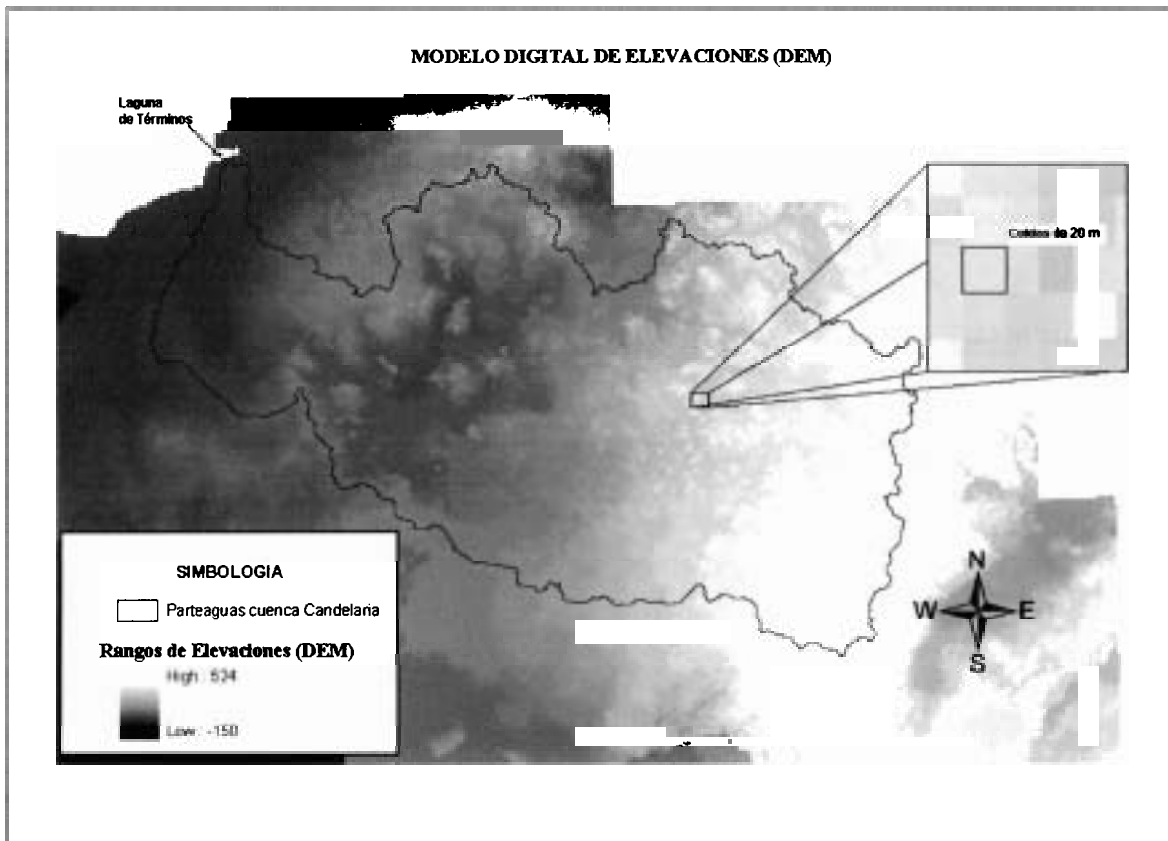 MODELO DIGITAL DE ELEVACIONES (DEM)
Laguna
de Términos
Celdas de 20 m
SIMBOLOGIA
Parteaguas cuenca Candelaria
Rangos de Elevaciones (DEM)
High : 534
Low : -150
N
W
E
S